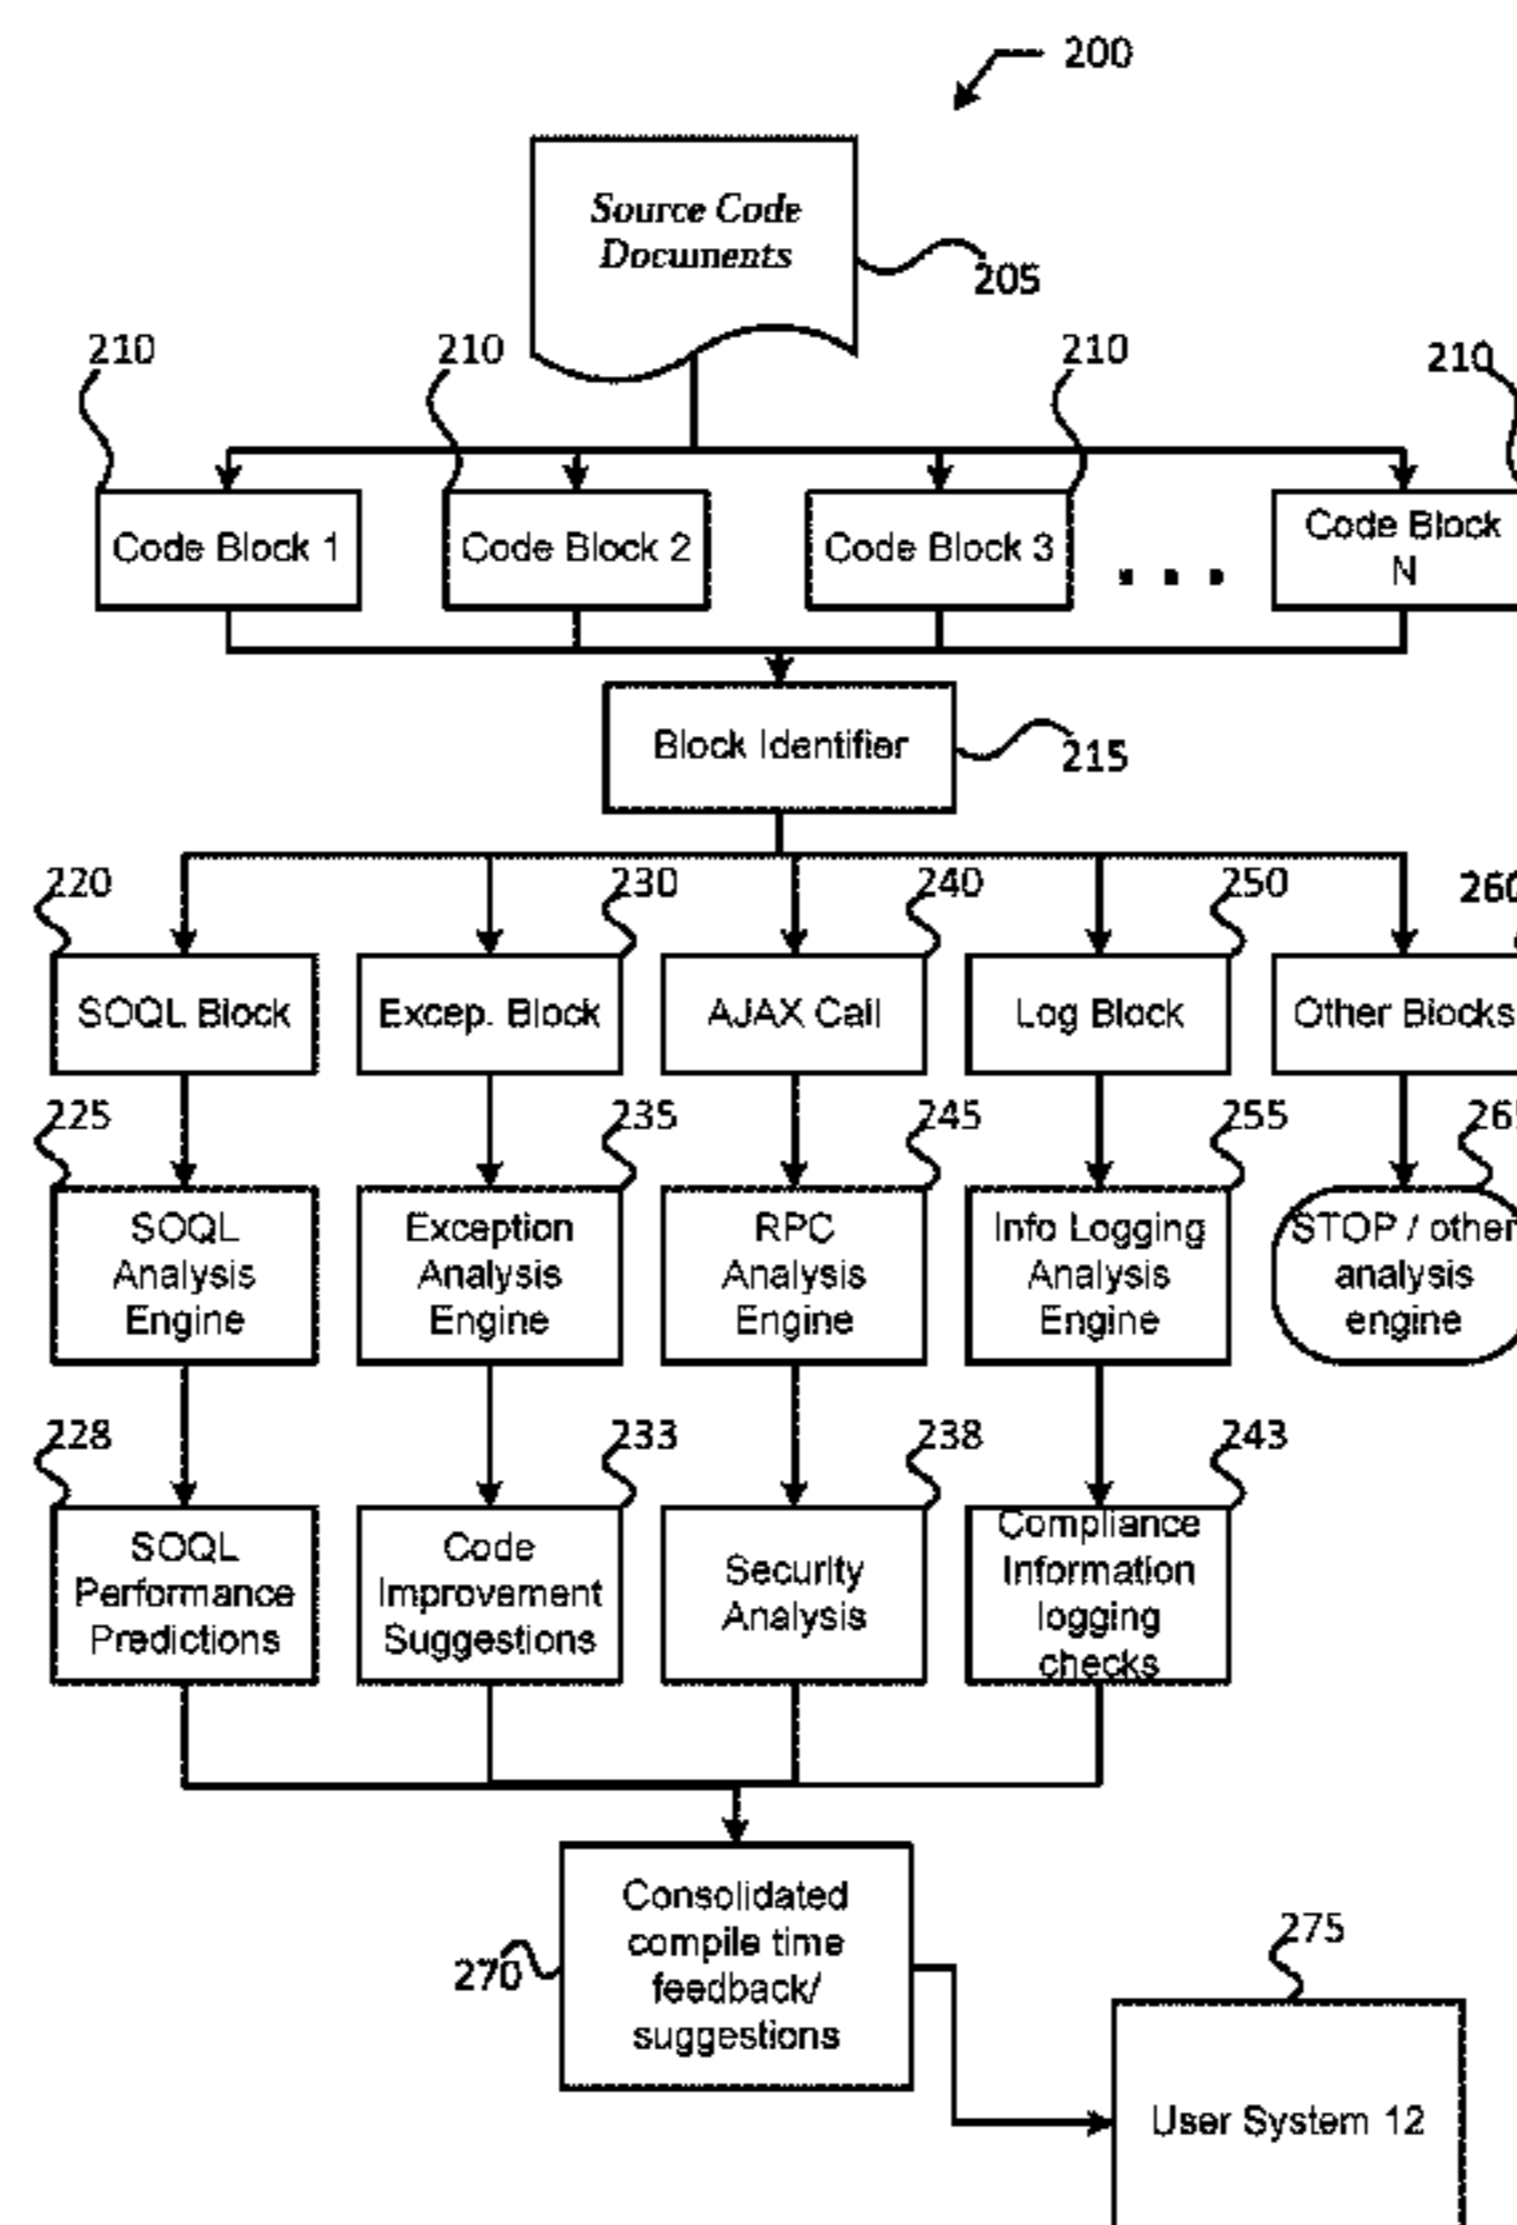 200
Source Code
Documents
205
210
210
210
210
Code Block 1
Code Block 2
Code Block 3
. . .
Code Block
N
Block Identifier
215
220
230
240
250
260
SOQL Block
Excep. Block
AJAX Call
Log Block
Other Blocks
225
235
245
255
265
SOQL
Analysis
Engine
Exception
Analysis
Engine
RPC
Analysis
Engine
Info Logging
Analysis
Engine
STOP / other
analysis
engine
228
233
238
243
SOQL
Performance
Predictions
Code
Improvement
Suggestions
Security
Analysis
Compliance
Information
logging
checks
Consolidated
compile time
feedback/
suggestions
270
275
User System 12